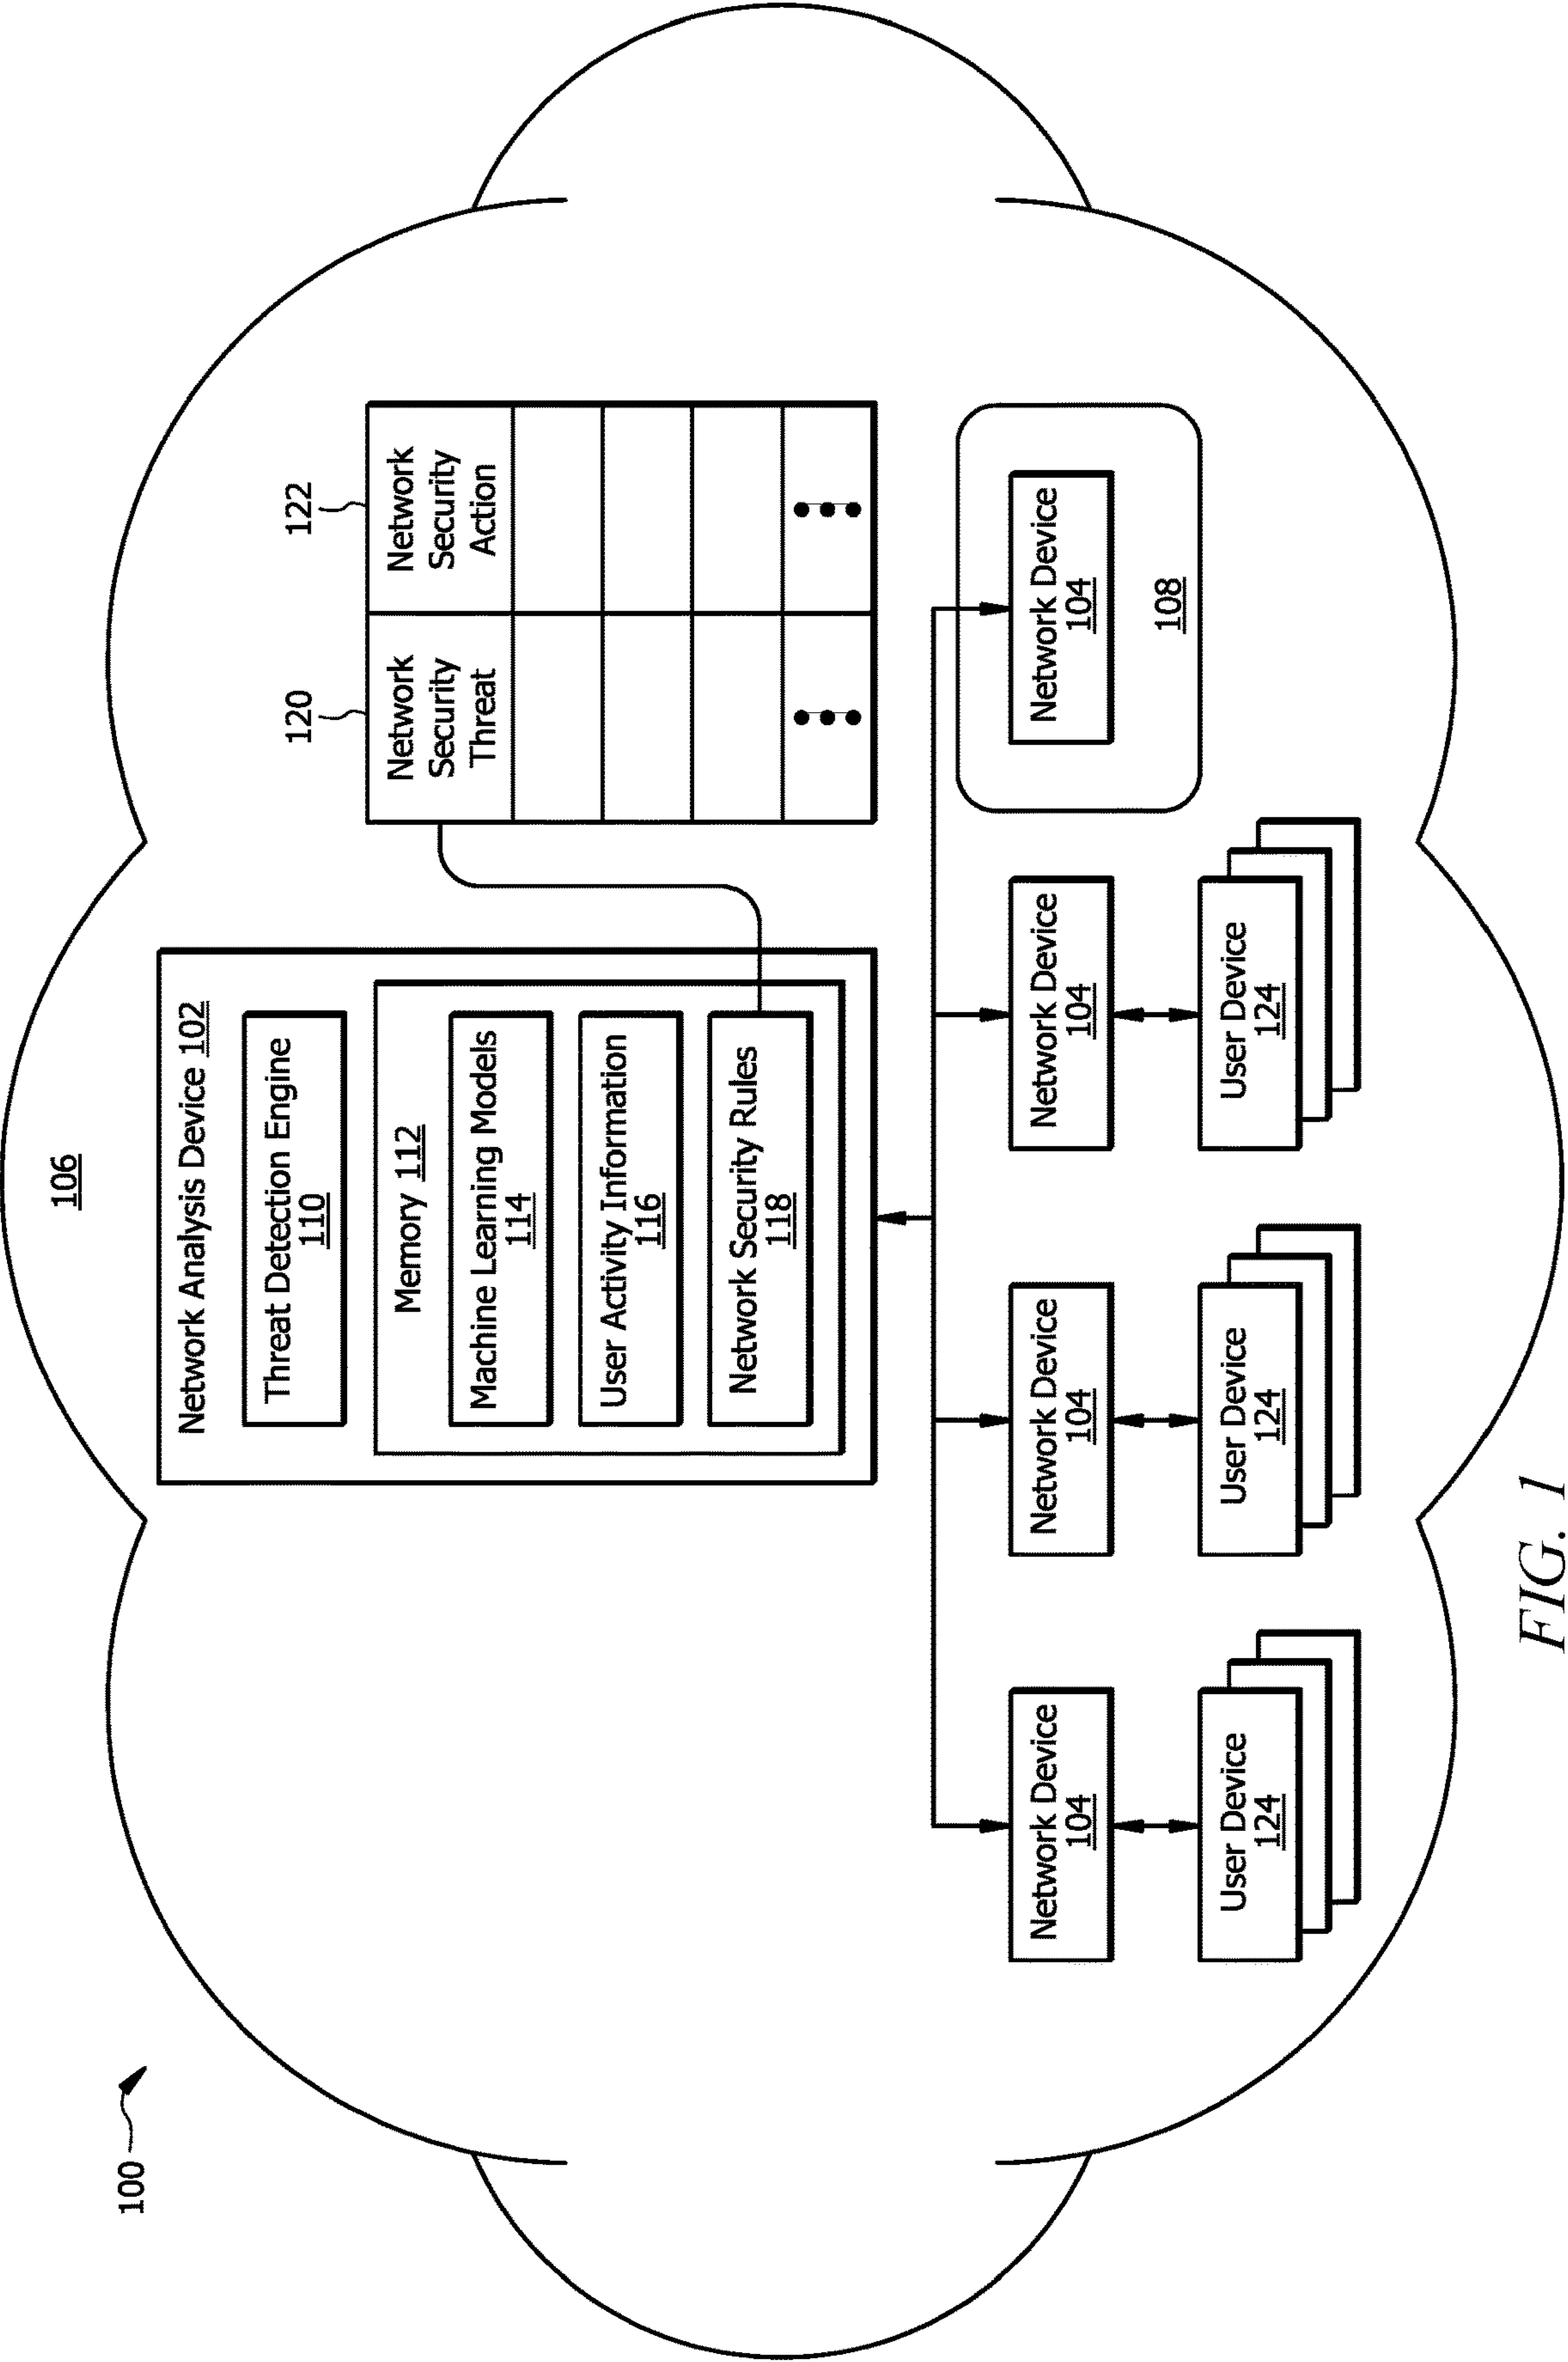 100
106
Network Analysis Device 102
Threat Detection Engine
110
Memory 112
Machine Learning Models
114
User Activity Information
116
Network Security Rules
118
120
122
Network
Security
Threat
Network
Security
Action
Network Device
104
Network Device
104
Network Device
104
Network Device
104
108
User Device
124
User Device
124
User Device
124
FIG. 1